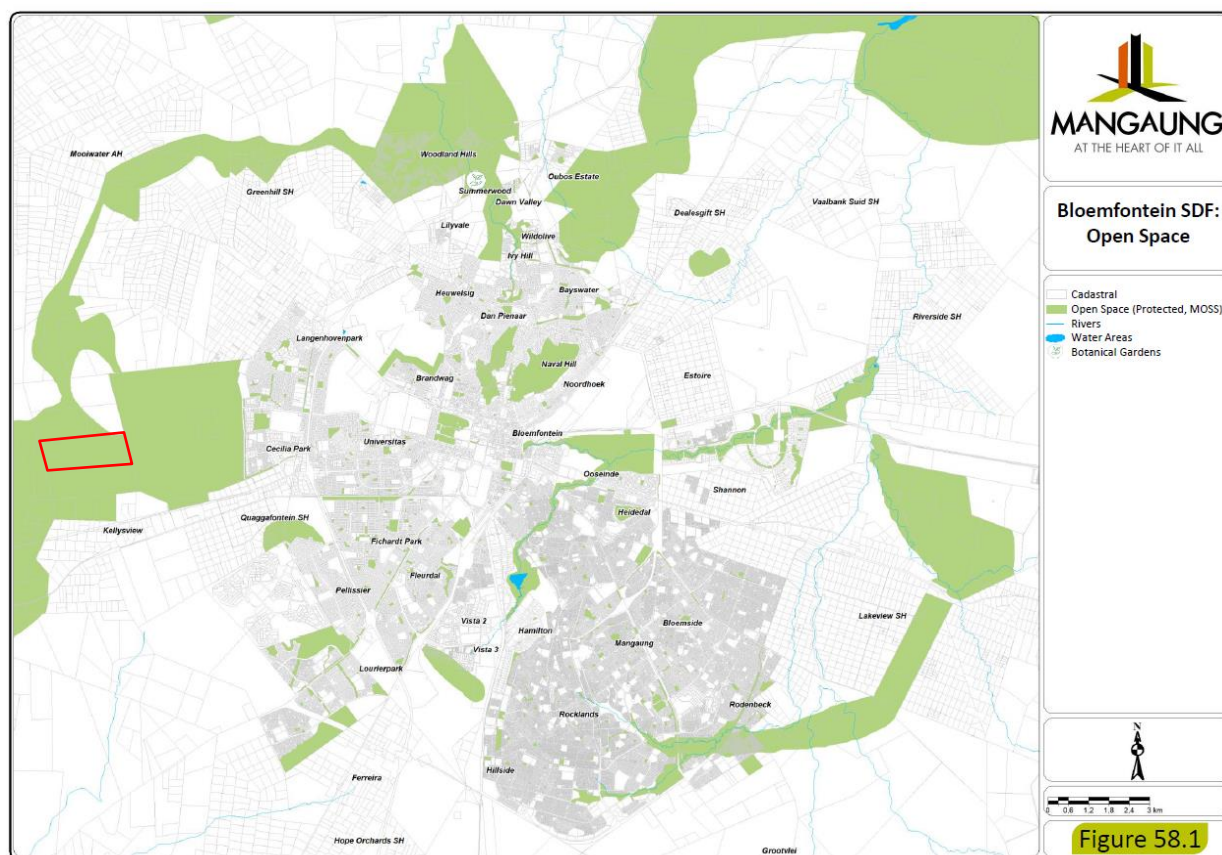 Mooiwater AH
Woodland Hills
Greenhill SH
Summerwood
Oubos Estate
Dawn Valley
Lilyvale
Wildolive
Ivy Hill
Dealesgift SH
Vaalbank Suid SH
Heuwelsig
Bayswater
Dan Pienaar
Riverside SH
Langenhovenpark
Naval Hill
Brandwag
Noordhoek
Estoire
Bloemfontein
Universitas
Cecilia Park
Ooseinde
Shannon
Heidedal
Quaggafontein SH
Kellysview
Fichardt Park
Fleurdal
Pellissier
Vista 2
Hamilton
Bloemside
Lakeview SH
Mangaung
Vista 3
Lourierpark
Rodenbeck
Rocklands
Hillside
Ferreira
Hope Orchards SH
Grootvlei
MANGAUNG
AT THE HEART OF IT ALL
Bloemfontein SDF:
Open Space
Cadastral
Open Space (Protected, MOSS)
Rivers
Water Areas
Botanical Gardens
N
0 0.6 1.2 1.8 2.4 3 km
Figure 58.1